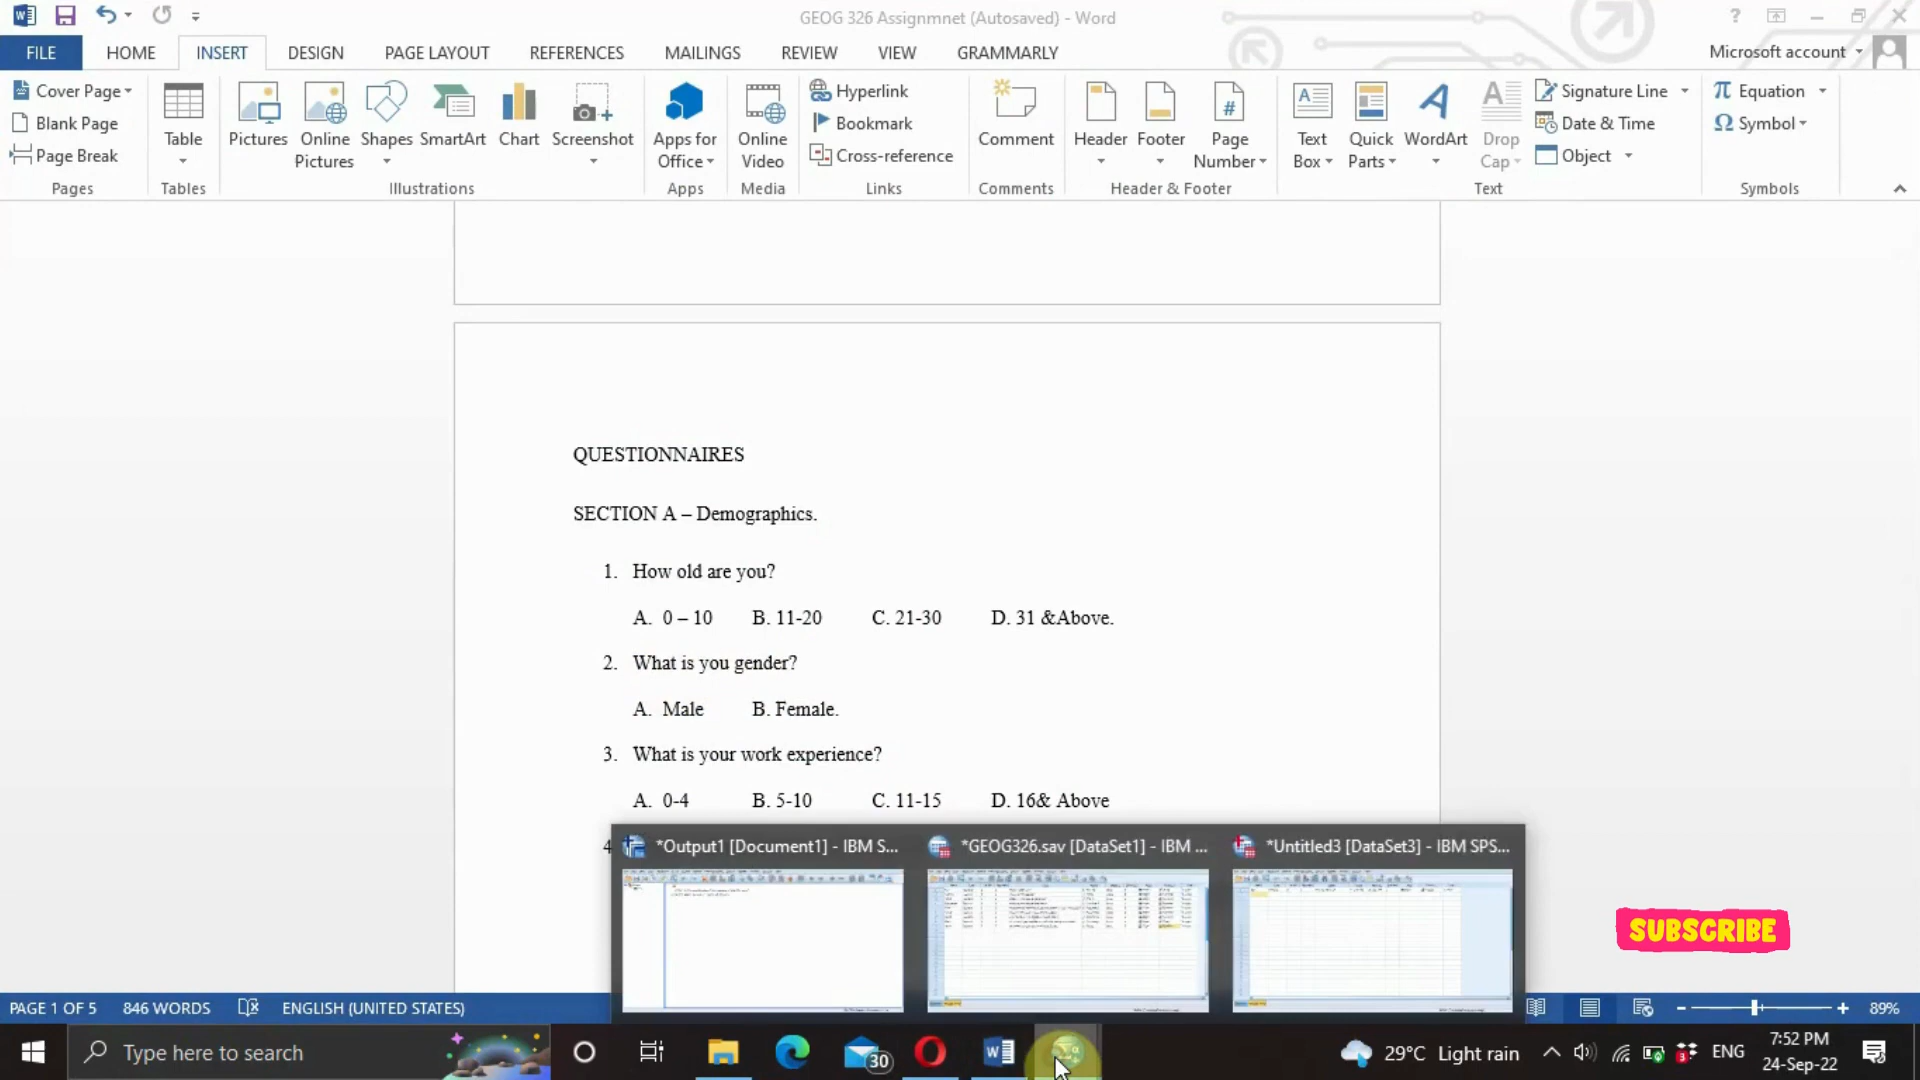 GEOG 326 Assignmnet (Autosaved) - Word
FILE HOME INSERT DESIGN PAGE LAYOUT REFERENCES MAILINGS REVIEW VIEW GRAMMARLY Microsoft account
Cover Page
Blank Page
Page Break
Pages
Table
Tables
Pictures
Online Pictures
Shapes
SmartArt
Chart
Screenshot
Illustrations
Apps for Office
Apps
Online Video
Media
Hyperlink
Bookmark
Cross-reference
Links
Comment
Comments
Header
Footer
Page Number
#
Header & Footer
Text Box
Quick Parts
WordArt
Drop Cap
Signature Line
Date & Time
Object
Text
π Equation
Ω Symbol
Symbols
QUESTIONNAIRES
SECTION A – Demographics.
1. How old are you?
A. 0 – 10 B. 11-20 C. 21-30 D. 31 &Above.
2. What is you gender?
A. Male B. Female.
3. What is your work experience?
A. 0-4 B. 5-10 C. 11-15 D. 16& Above
4
*Output1 [Document1] - IBM S...
*GEOG326.sav [DataSet1] - IBM ...
*Untitled3 [DataSet3] - IBM SPS...
SUBSCRIBE
PAGE 1 OF 5 846 WORDS ENGLISH (UNITED STATES) 89%
Type here to search
30
29°C Light rain
ENG
7:52 PM
24-Sep-22